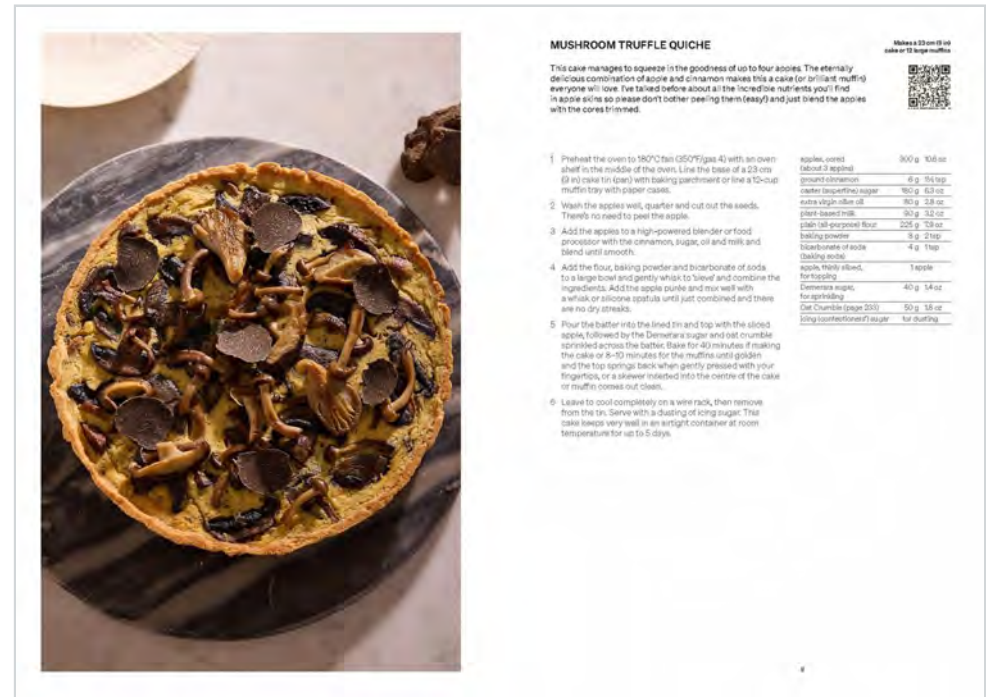 MUSHROOM TRUFFLE QUICHE
Makes a 23 cm (9 in)
cake or 12 large muffins
This cake manages to squeeze in the goodness of up to four apples. The eternally
delicious combination of apple and cinnamon makes this a cake (or brilliant muffin)
everyone will love. I've talked before about all the incredible nutrients you'll find
in apple skins so please don't bother peeling them (easy!) and just blend the apples
with the cores trimmed.
1 Preheat the oven to 180°C fan (350°F/gas 4) with an oven
shelf in the middle of the oven. Line the base of a 23 cm
(9 in) cake tin (pan) with baking parchment or line a 12-cup
muffin tray with paper cases.
2 Wash the apples well, quarter and cut out the seeds.
There's no need to peel the apple.
3 Add the apples to a high-powered blender or food
processor with the cinnamon, sugar, oil and milk and
blend until smooth.
4 Add the flour, baking powder and bicarbonate of soda
to a large bowl and gently whisk to 'sieve' and combine the
ingredients. Add the apple purée and mix well with
a whisk or silicone spatula until just combined and there
are no dry streaks.
5 Pour the batter into the lined tin and top with the sliced
apple, followed by the Demerara sugar and oat crumble
sprinkled across the batter. Bake for 40 minutes if making
the cake or 8–10 minutes for the muffins until golden
and the top springs back when gently pressed with your
fingertips, or a skewer inserted into the centre of the cake
or muffin comes out clean.
6 Leave to cool completely on a wire rack, then remove
from the tin. Serve with a dusting of icing sugar. This
cake keeps very well in an airtight container at room
temperature for up to 5 days.
apples, cored 300 g 10.6 oz
(about 3 apples)
ground cinnamon 6 g tsp
caster (superfine) sugar 180 g 6.3 oz
extra virgin olive oil 80 g 2.8 oz
plant-based milk 90 g 3.2 oz
plain (all-purpose) flour 225 g 7.9 oz
baking powder 8 g 2 tsp
bicarbonate of soda 4 g 1 tsp
(baking soda)
apple, thinly sliced, 1 apple
for topping
Demerara sugar, 40 g 1.4 oz
for sprinkling
Oat Crumble (page 233) 50 g 1.8 oz
icing (confectioners') sugar for dusting